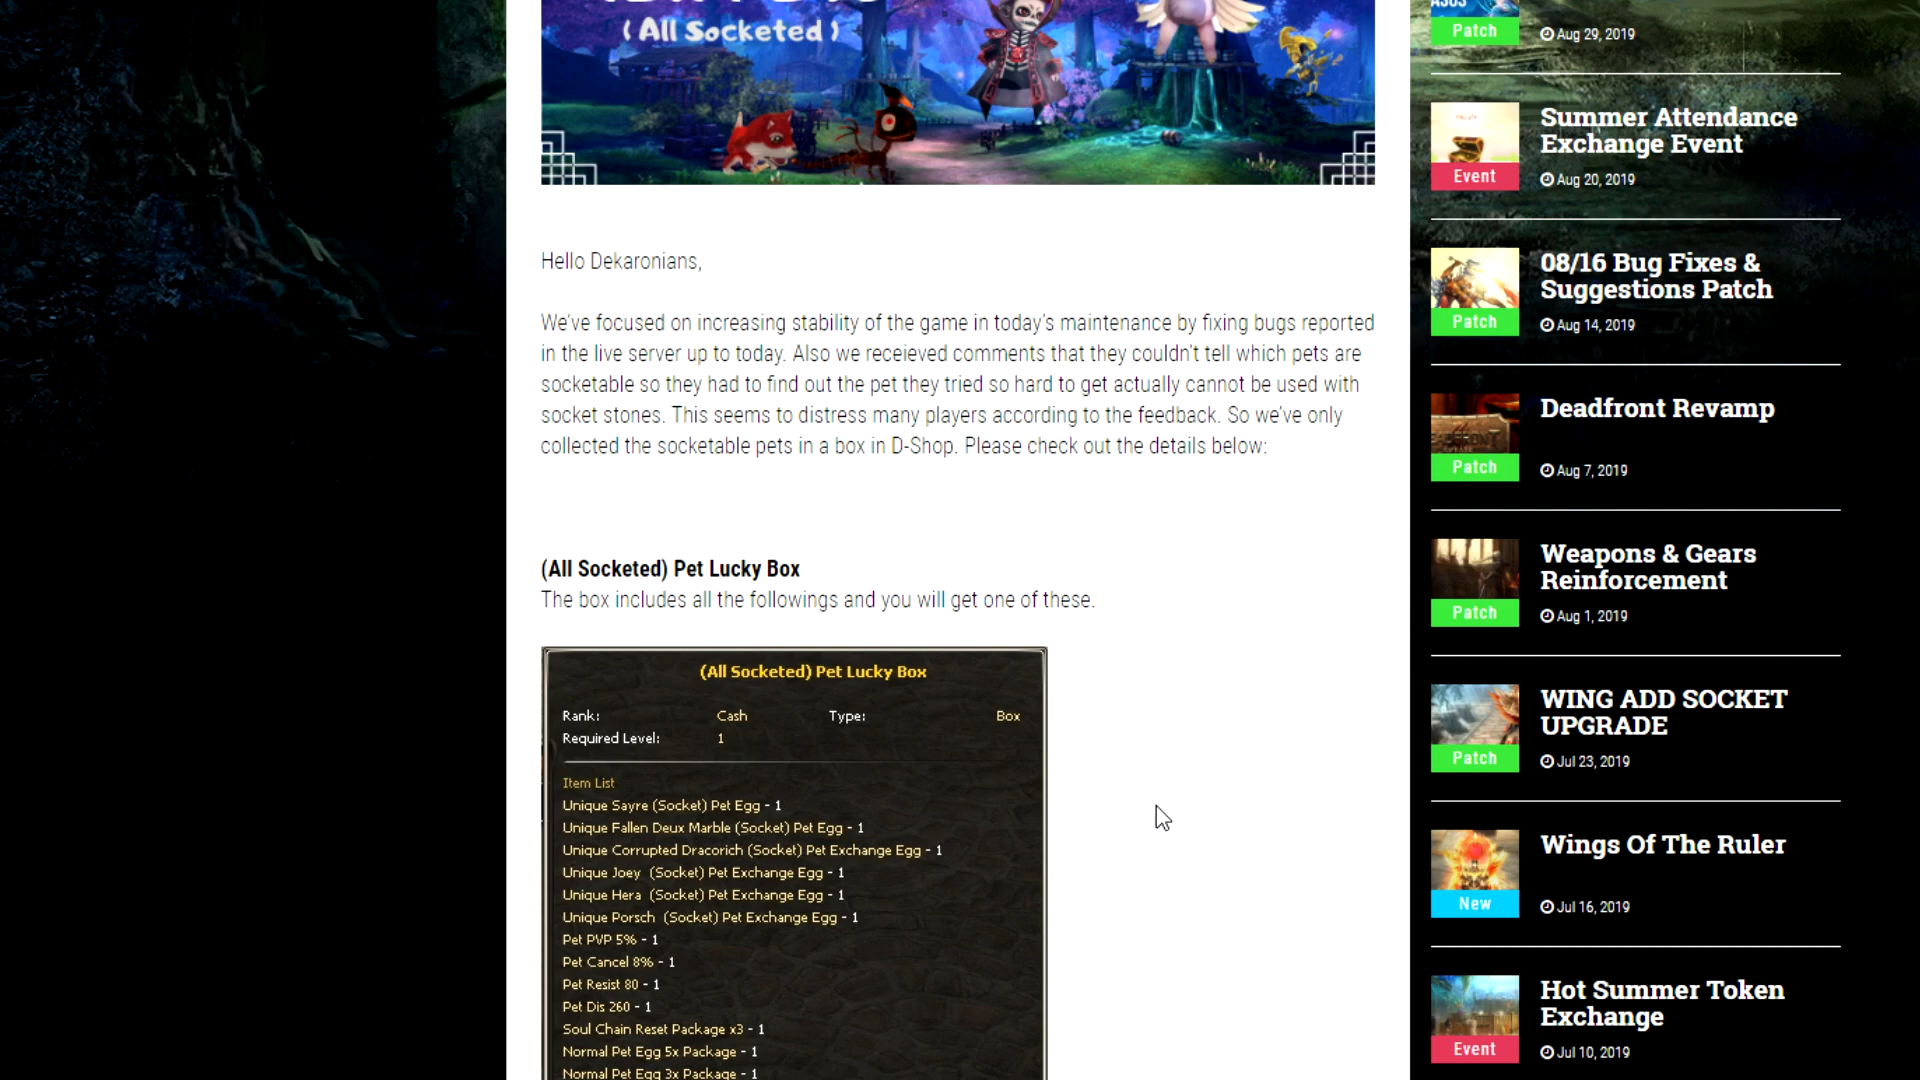 ( All Socketed )
Hello Dekaronians,
We've focused on increasing stability of the game in today's maintenance by fixing bugs reported
in the live server up to today. Also we receieved comments that they couldn't tell which pets are
socketable so they had to find out the pet they tried so hard to get actually cannot be used with
socket stones. This seems to distress many players according to the feedback. So we've only
collected the socketable pets in a box in D-Shop. Please check out the details below:
(All Socketed) Pet Lucky Box
The box includes all the followings and you will get one of these.
(All Socketed) Pet Lucky Box
Rank: Cash Type: Box
Required Level: 1
Item List
Unique Sayre (Socket) Pet Egg - 1
Unique Fallen Deux Marble (Socket) Pet Egg - 1
Unique Corrupted Dracorich (Socket) Pet Exchange Egg - 1
Unique Joey (Socket) Pet Exchange Egg - 1
Unique Hera (Socket) Pet Exchange Egg - 1
Unique Porsch (Socket) Pet Exchange Egg - 1
Pet PVP 5% - 1
Pet Cancel 8% - 1
Pet Resist 80 - 1
Pet Dis 260 - 1
Soul Chain Reset Package x3 - 1
Normal Pet Egg 5x Package - 1
Normal Pet Egg 3x Package - 1
Patch
Aug 29, 2019
Summer Attendance
Exchange Event
Event
Aug 20, 2019
08/16 Bug Fixes &
Suggestions Patch
Patch
Aug 14, 2019
Deadfront Revamp
Patch
Aug 7, 2019
Weapons & Gears
Reinforcement
Patch
Aug 1, 2019
WING ADD SOCKET
UPGRADE
Patch
Jul 23, 2019
Wings Of The Ruler
New
Jul 16, 2019
Hot Summer Token
Exchange
Event
Jul 10, 2019